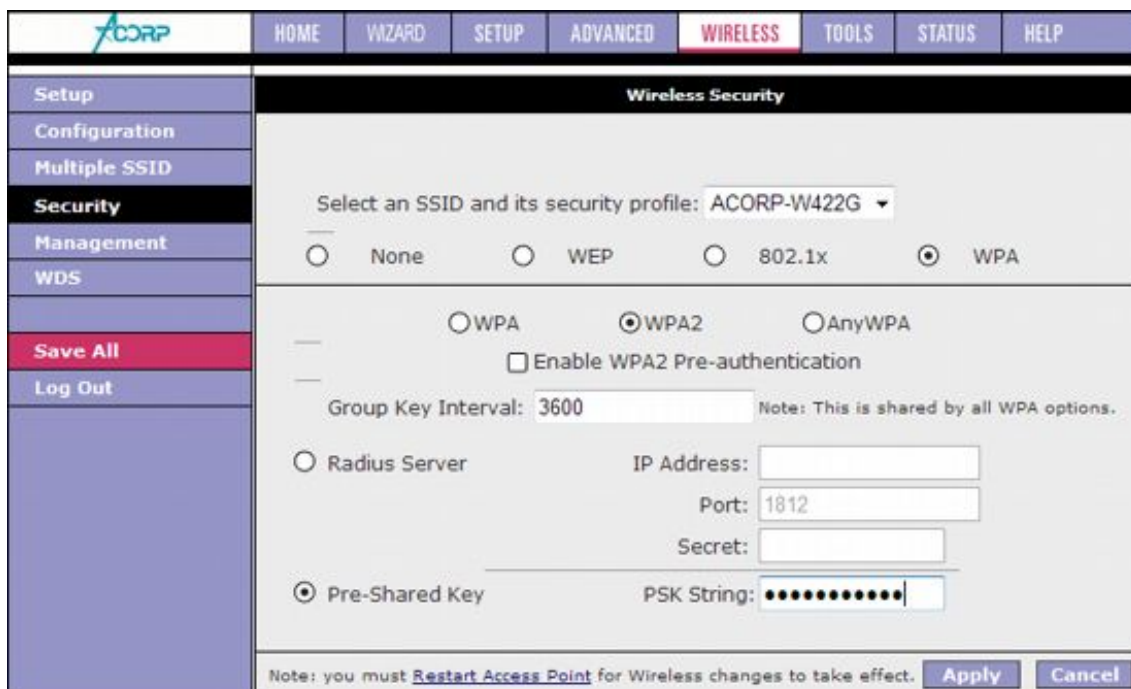 ACORP HOME WIZARD SETUP ADVANCED WIRELESS TOOLS STATUS HELP
Setup
Configuration
Multiple SSID
Security
Management
WDS
Save All
Log Out
Wireless Security
Select an SSID and its security profile: ACORP-W422G
None WEP 802.1x WPA
WPA WPA2 AnyWPA
Enable WPA2 Pre-authentication
Group Key Interval: 3600 Note: This is shared by all WPA options.
Radius Server IP Address:
Port: 1812
Secret:
Pre-Shared Key PSK String: •••••••••••
Note: you must Restart Access Point for Wireless changes to take effect. Apply Cancel